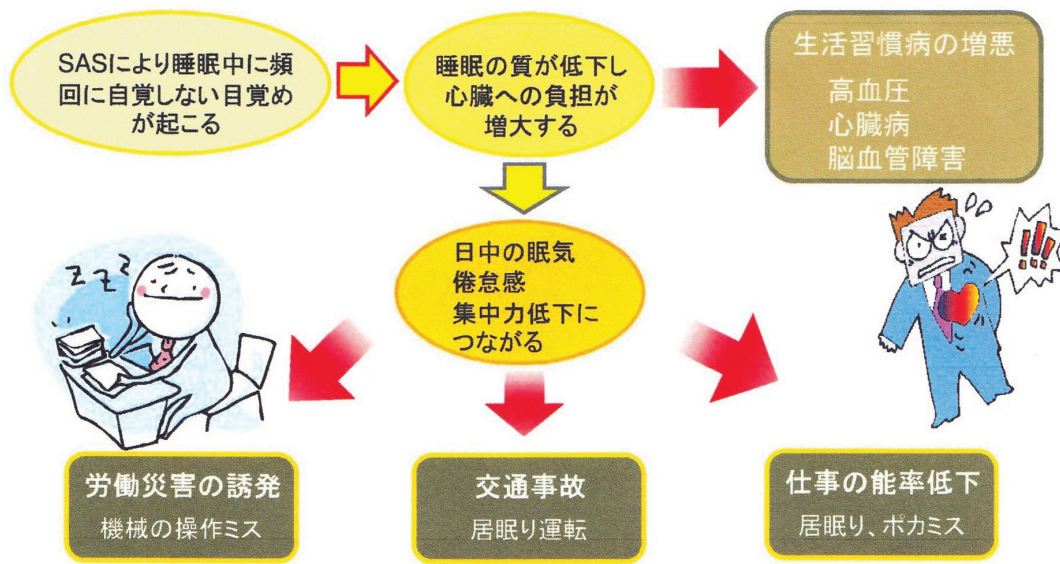 SASにより睡眠中に頻
回に自覚しない目覚め
が起こる
睡眠の質が低下し
心臓への負担が
増大する
生活習慣病の増悪
高血圧
心臓病
脳血管障害
日中の眠気
倦怠感
集中力低下に
つながる
zzz
!!!
労働災害の誘発
機械の操作ミス
交通事故
居眠り運転
仕事の能率低下
居眠り、ポカミス